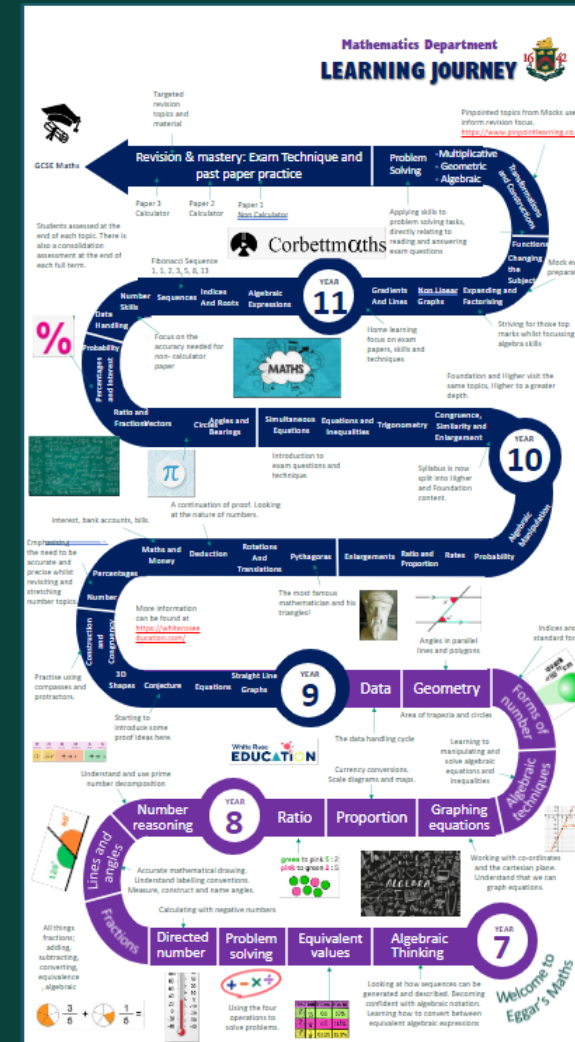 Mathematics Department
LEARNING JOURNEY
16 42
Targeted
revision
topics and
material
Pinpointed topics from Mocks use
inform revision focus.
https://www.pinpointlearning.co.
GCSE Maths
Revision & mastery: Exam Technique and
past paper practice
Problem
Solving
-Multiplicative
- Geometric
- Algebraic
Transformations
and Constructions
Functions
Changing
the
Subject
Paper 3
Calculator
Paper 2
Calculator
Paper 1
Non Calculator
Applying skills to
problem solving tasks,
directly relating to
reading and answering
exam questions
Students assessed at the
end of each topic. There is
also a consolidation
assessment at the end of
each full term.
Corbettmαths
Mock ex
prepara
Fibonacci Sequence
1, 1, 2, 3, 5, 8, 13
Data
Handling
Number
Skills
Sequences
Indices
And Roots
Algebraic
Expressions
YEAR
11
Gradients
And Lines
Non Linear
Graphs
Expanding and
Factorising
%
Probability
Percentages
and Interest
Focus on the
accuracy needed for
non- calculator
paper
MATHS
Home learning
focus on exam
papers, skills and
techniques
Striving for those top
marks whilst focussing
algebra skills
Foundation and Higher visit the
same topics, Higher to a greater
depth.
Ratio and
Fractions
Vectors
Circles
Angles and
Bearings
Simultaneous
Equations
Equations and
Inequalities
Trigonometry
Congruence,
Similarity and
Enlargement
YEAR
10
π
Introduction to
exam questions and
technique.
Syllabus is now
split into Higher
and Foundation
content.
A continuation of proof. Looking
at the nature of numbers.
Interest, bank accounts, bills.
Algebraic
Manipulation
Emphasising
the need to be
accurate and
precise whilst
revisiting and
stretching
number topics.
Percentages
Maths and
Money
Deduction
Rotations
And
Translations
Pythagoras
Enlargements
Ratio and
Proportion
Rates
Probability
Number
Construction
and
Congruency
More information
can be found at
https://whiterosee
ducation.com/
The most famous
mathematician and his
triangles!
Angles in parallel
lines and polygons
Indices and
standard for
Practise using
compasses and
protractors.
3D
Shapes
Conjecture
Equations
Straight Line
Graphs
YEAR
9
Data
Geometry
Forms of
number
Starting to
introduce some
proof ideas here.
Area of trapezia and circles
The data handling cycle
Learning to
manipulating and
solve algebraic
equations and
inequalities
Algebraic
techniques
White Rose
EDUCATION
Understand and use prime
number decomposition
Currency conversions.
Scale diagrams and maps.
Number
reasoning
YEAR
8
Ratio
Proportion
Graphing
equations
Lines and
angles
Accurate mathematical drawing.
Understand labelling conventions.
Measure, construct and name angles.
green to pink 5 : 2
pink to green 2 : 5
ALGEBRA
Working with co-ordinates
and the cartesian plane.
Understand that we can
graph equations.
Fractions
Calculating with negative numbers
All things
fractions;
adding,
subtracting,
converting,
equivalence
, algebraic
Directed
number
Problem
solving
Equivalent
values
Algebraic
Thinking
YEAR
7
Welcome to
Eggar's Maths
+ - × ÷
Using the four
operations to
solve problems.
Looking at how sequences can be
generated and described. Becoming
confident with algebraic notation.
Learning how to convert between
equivalent algebraic expressions
3/6 + 1/6 =